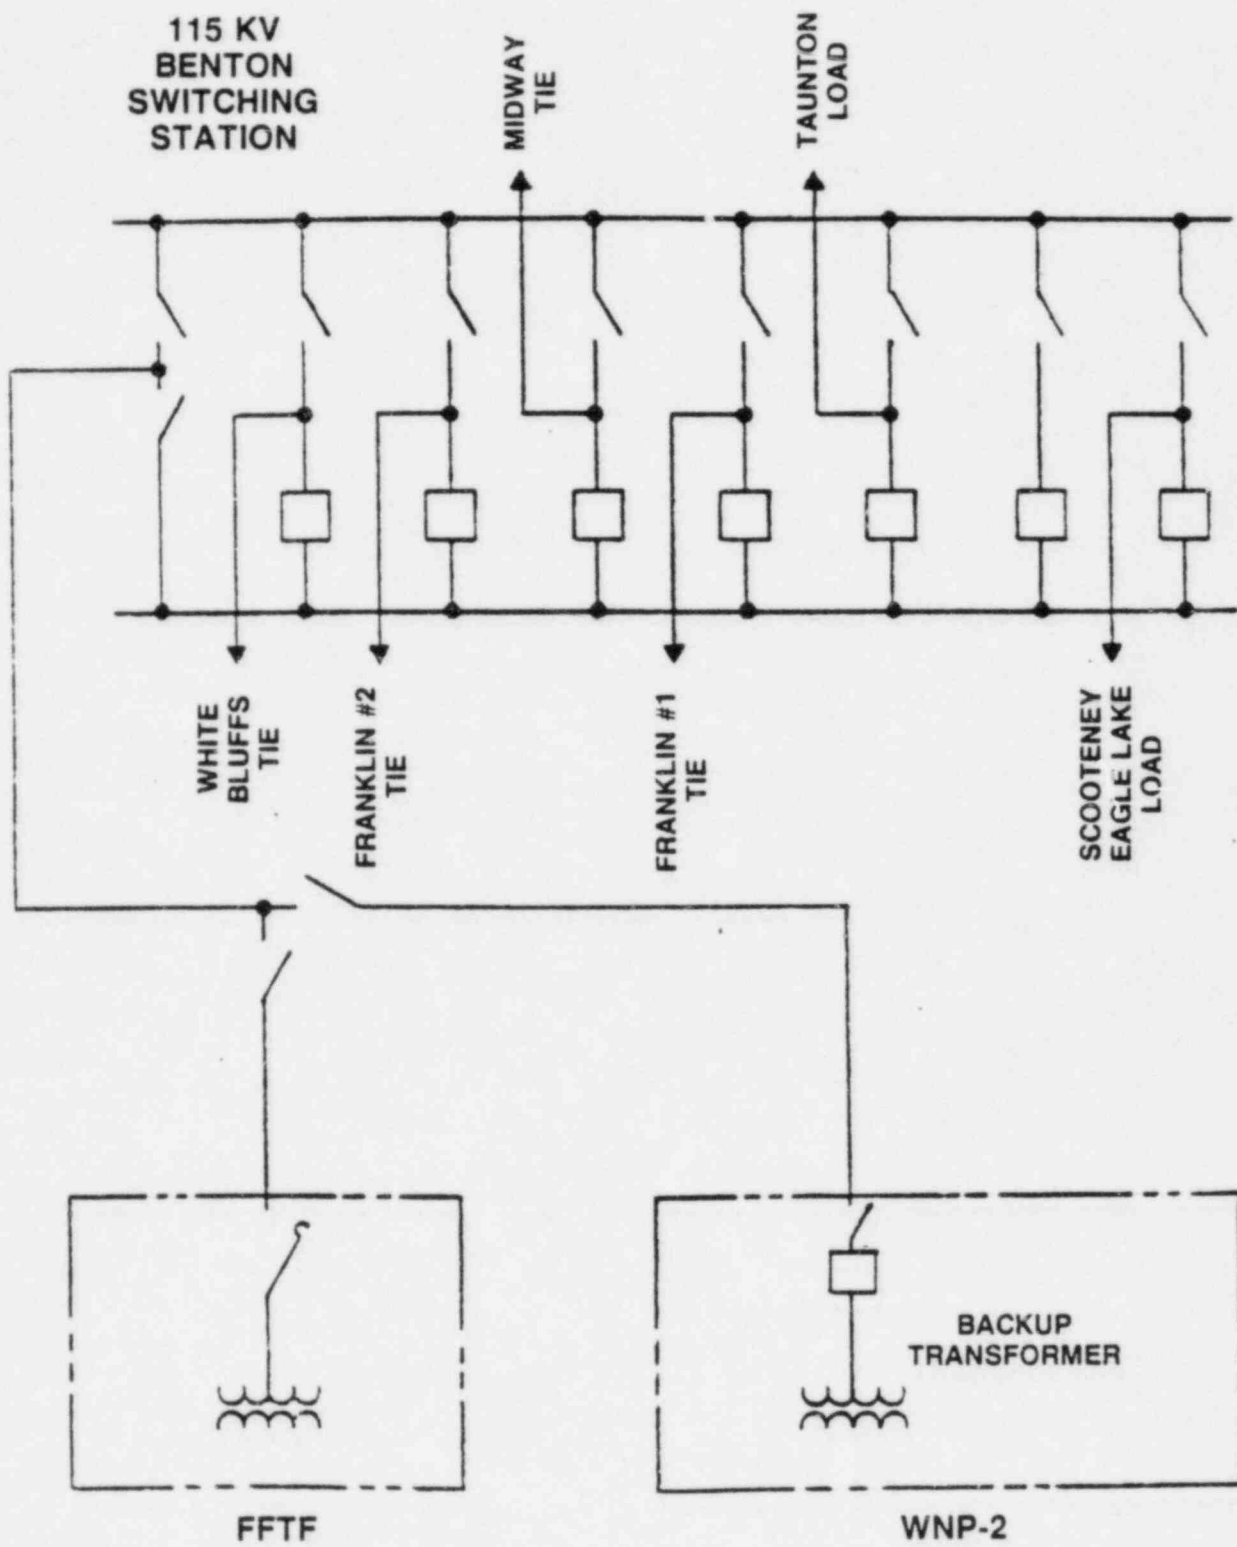 115 KV
BENTON
SWITCHING
STATION
MIDWAY
TIE
TAUNTON
LOAD
WHITE
BLUFFS
TIE
FRANKLIN #2
TIE
FRANKLIN #1
TIE
SCOOTENEY
EAGLE LAKE
LOAD
BACKUP
TRANSFORMER
FFTF
WNP-2